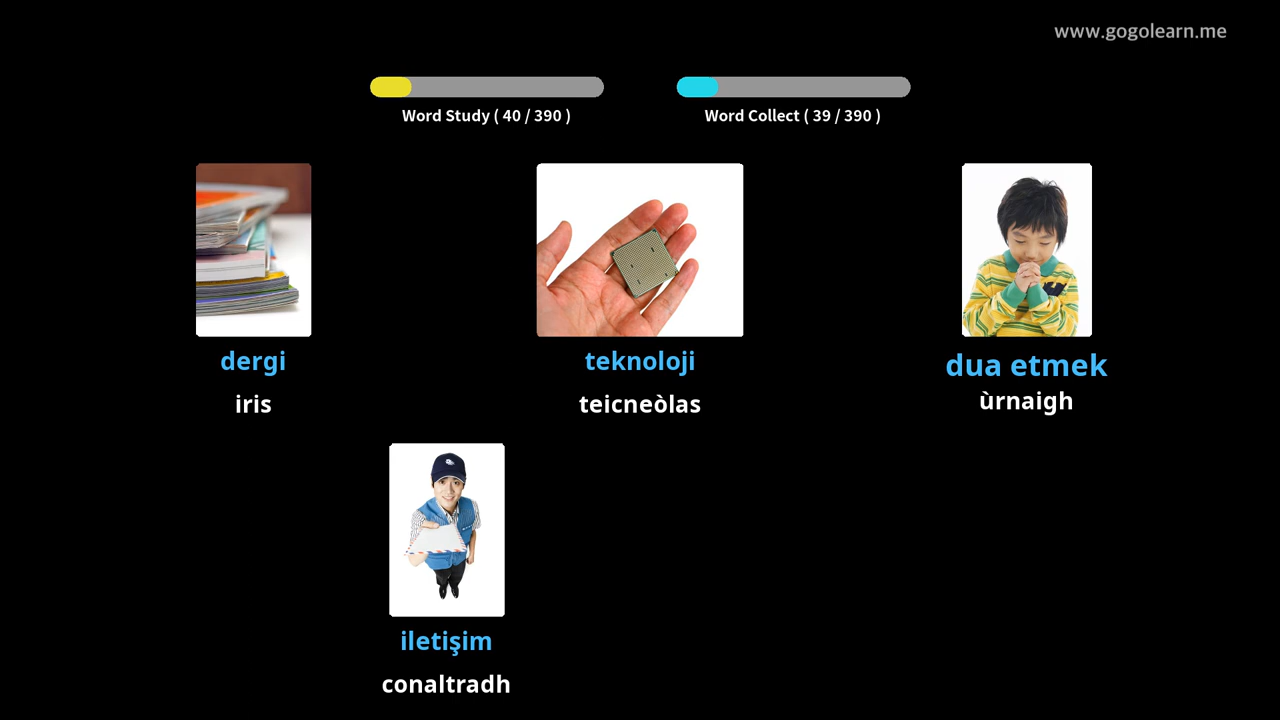 www.gogolearn.me
Word Study ( 40 / 390 )
Word Collect ( 39 / 390 )
dergi
iris
teknoloji
teicneòlas
dua etmek
ùrnaigh
iletişim
conaltradh